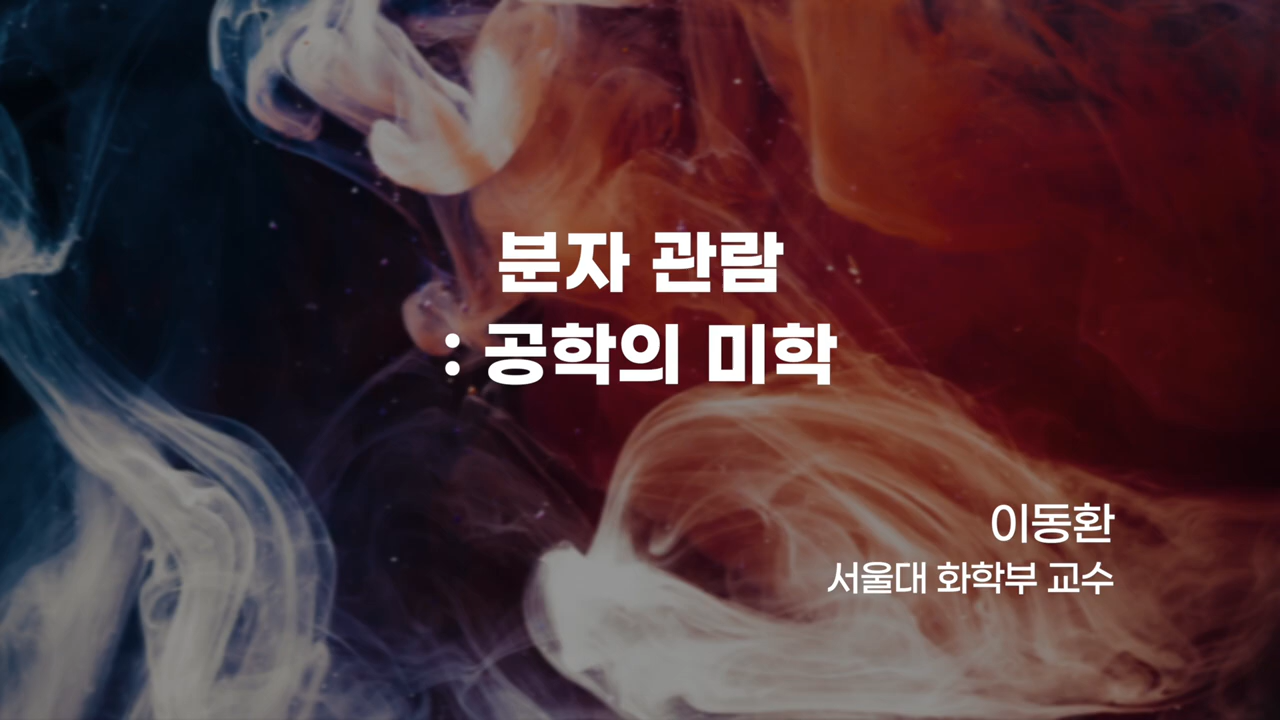 분자 관람
: 공학의 미학
이동환
서울대 화학부 교수